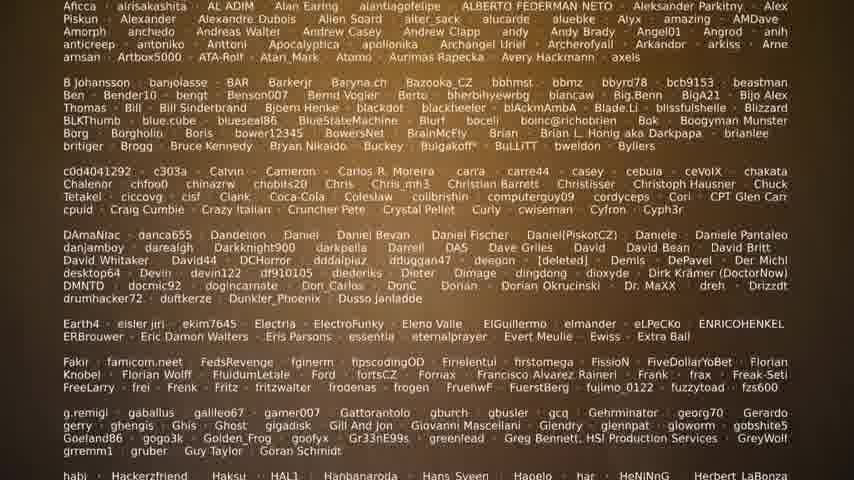 Aficca · airisakashita · AL ADIM · Alan Earing · alantiagofelipe · ALBERTO FEDERMAN NETO · Aleksander Parkitny · Alex
Piskun · Alexander · Alexandre Dubois · Alien Soard · alter_sack · alucarde · aluebke · Alyx · amazing · AMDave
Amorph · anchedo · Andreas Walter · Andrew Casey · Andrew Clapp · andy · Andy Brady · Angel01 · Angrod · anih
anticreep · antoniko · Anttoni · Apocalyptica · apollonika · Archangel Uriel · Archerofall · Arkandor · arkiss · Arne
arnsan · Artbox5000 · ATA-Rolf · Atari_Mark · Atomo · Aurimas Rapecka · Avery Hackmann · axels
B Johansson · banjolasse · BAR · Barkerjr · Baryna.ch · Bazooka_CZ · bbhmst · bbmz · bbyrd78 · bcb9153 · beastman
Ben · Bender10 · bengt · Benson007 · Bernd Vogler · Berto · bherbihyewrbg · biancaw · Big.Benn · BigA21 · Bijo Alex
Thomas · Bill · Bill Sinderbrand · Bjoern Henke · blackdot · blackheeler · blAckmAmbA · Blade.Li · blissfulshelle · Blizzard
BLKThumb · blue.cube · blueseal86 · BlueStateMachine · Blurf · boceli · boinc@richobrien · Bok · Boogyman Munster
Borg · Borgholin · Boris · bower12345 · BowersNet · BrainMcFly · Brian · Brian L. Honig aka Darkpapa · brianlee
britiger · Brogg · Bruce Kennedy · Bryan Nikaido · Buckey · Bulgakoff* · BuLLiTT · bweldon · Byllers
c0d4041292 · c303a · Calvin · Cameron · Carlos R. Moreira · carra · carre44 · casey · cebula · ceVoIX · chakata
Chalenor · chfoo0 · chinazrw · chobits20 · Chris · Chris_mh3 · Christian Barrett · Christisser · Christoph Hausner · Chuck
Tetakel · ciccovg · cisf · Clank · Coca-Cola · Coleslaw · colibrishin · computerguy09 · cordyceps · Cori · CPT Glen Carr
cpuid · Craig Cumbie · Crazy Italian · Cruncher Pete · Crystal Pellet · Curly · cwiseman · Cyfron · Cyph3r
DAmaNiac · danca655 · Dandelion · Daniel · Daniel Bevan · Daniel Fischer · Daniel(PiskotCZ) · Daniele · Daniele Pantaleo
danjamboy · darealgh · Darkknight900 · darkpella · Darrell · DAS · Dave Griles · David · David Bean · David Britt
David Whitaker · David44 · DCHorror · dddaipiaz · dduggan47 · deegon · [deleted] · Demis · DePavel · Der Michl
desktop64 · Devin · devin122 · df910105 · diederiks · Dieter · Dimage · dingdong · dioxyde · Dirk Krämer (DoctorNow)
DMNTD · docmic92 · dogincarnate · Don_Carlos · DonC · Dorian · Dorian Okrucinski · Dr. MaXX · dreh · Drizzdt
drumhacker72 · duftkerze · Dunkler_Phoenix · Dusso Janladde
Earth4 · eisler jiri · ekim7645 · Electria · ElectroFunky · Eleno Valle · ElGuillermo · elmander · eLPeCKo · ENRICOHENKEL
ERBrouwer · Eric Damon Walters · Eris Parsons · essentia · eternalprayer · Evert Meulie · Ewiss · Extra Ball
Fakir · famicom.neet · FedsRevenge · fginerm · fipscodingOD · Firielentul · firstomega · FissioN · FiveDollarYoBet · Florian
Knobel · Florian Wolff · FluidumLetale · Ford · fortsCZ · Fornax · Francisco Alvarez Raineri · Frank · frax · Freak-Seti
FreeLarry · frei · Frenk · Fritz · fritzwalter · frodenas · frogen · FruehwF · FuerstBerg · fujimo_0122 · fuzzytoad · fzs600
g.remigi · gaballus · galileo67 · gamer007 · Gattorantolo · gburch · gbusler · gcq · Gehrminator · georg70 · Gerardo
gerry · ghengis · Ghis · Ghost · gigadisk · Gill And Jon · Giovanni Mascellani · Glendry · glennpat · gloworm · gobshite5
Goeland86 · gogo3k · Golden_Frog · goofyx · Gr33nE99s · greenlead · Greg Bennett, HSI Production Services · GreyWolf
grremm1 · gruber · Guy Taylor · Göran Schmidt
habi · Hackerzfriend · Haksu · HAL1 · Hanbanaroda · Hans Sveen · Hapelo · har · HeNiNnG · Herbert LaBonza